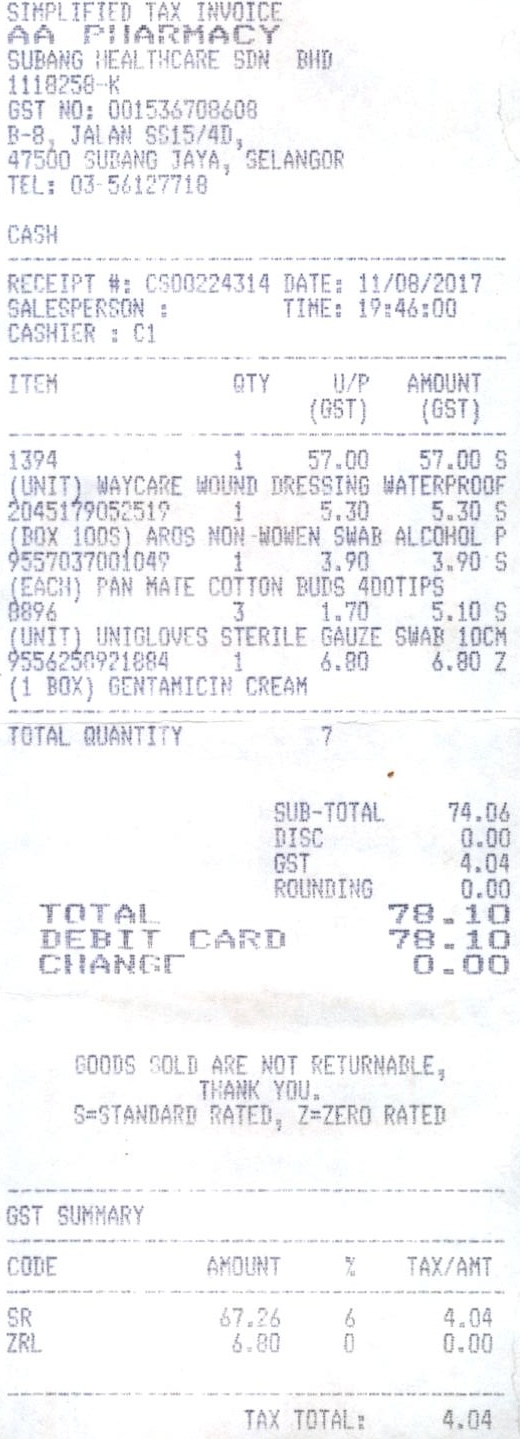 SIMPLIFIED TAX INVOICE
AA PHARMACY
SUBANG HEALTHCARE SDN BHD
1118258-K
GST NO: 001536708608
B-8, JALAN SS15/4D,
47500 SUBANG JAYA, SELANGOR
TEL: 03-56127718
CASH
RECEIPT #: CS00224314 DATE: 11/08/2017
SALESPERSON : TIME: 19:46:00
CASHIER : C1
ITEM QTY U/P AMOUNT
(GST) (GST)
1394 1 57.00 57.00 S
(UNIT) WAYCARE WOUND DRESSING WATERPROOF
2045179052519 1 5.30 5.30 S
(BOX 100S) AROS NON-WOWEN SWAB ALCOHOL P
9557037001049 1 3.90 3.90 S
(EACH) PAN MATE COTTON BUDS 400TIPS
8896 3 1.70 5.10 S
(UNIT) UNIGLOVES STERILE GAUZE SWAB 10CM
9556250921884 1 6.80 6.80 Z
(1 BOX) GENTAMICIN CREAM
TOTAL QUANTITY 7
SUB-TOTAL 74.06
DISC 0.00
GST 4.04
ROUNDING 0.00
TOTAL 78.10
DEBIT CARD 78.10
CHANGE 0.00
GOODS SOLD ARE NOT RETURNABLE,
THANK YOU.
S=STANDARD RATED, Z=ZERO RATED
GST SUMMARY
CODE AMOUNT % TAX/AMT
SR 67.26 6 4.04
ZRL 6.80 0 0.00
TAX TOTAL: 4.04